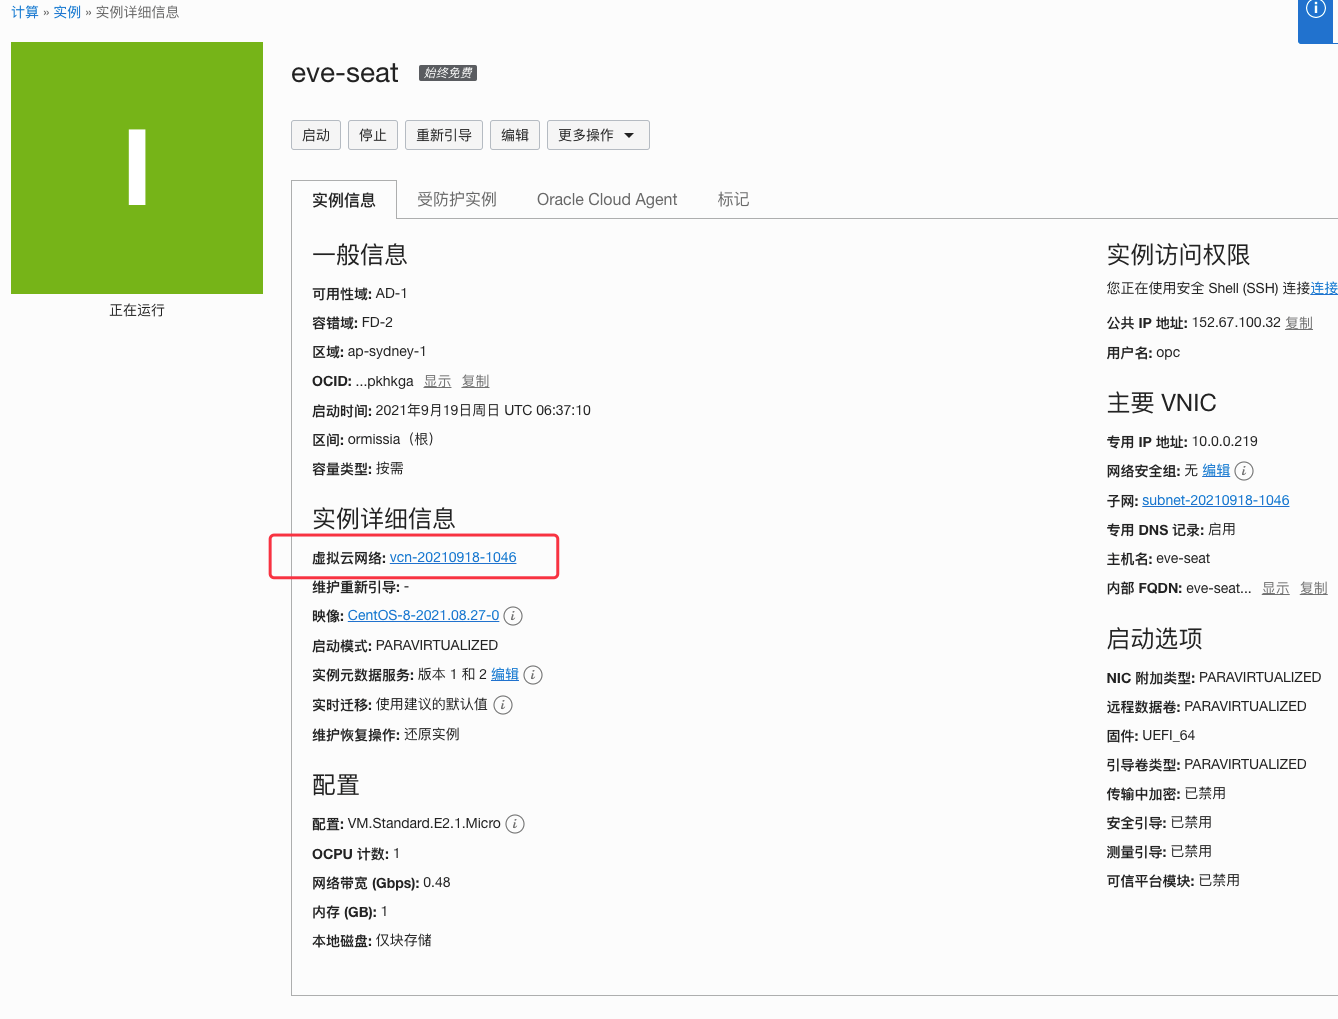 计算 » 实例 » 实例详细信息
I
正在运行
eve-seat 始终免费
启动 停止 重新引导 编辑 更多操作
实例信息 受防护实例 Oracle Cloud Agent 标记
一般信息
可用性域: AD-1
容错域: FD-2
区域: ap-sydney-1
OCID: ...pkhkga 显示 复制
启动时间: 2021年9月19日周日 UTC 06:37:10
区间: ormissia（根）
容量类型: 按需
实例详细信息
虚拟云网络: vcn-20210918-1046
维护重新引导: -
映像: CentOS-8-2021.08.27-0
启动模式: PARAVIRTUALIZED
实例元数据服务: 版本 1 和 2 编辑
实时迁移: 使用建议的默认值
维护恢复操作: 还原实例
配置
配置: VM.Standard.E2.1.Micro
OCPU 计数: 1
网络带宽 (Gbps): 0.48
内存 (GB): 1
本地磁盘: 仅块存储
实例访问权限
您正在使用安全 Shell (SSH) 连接连接
公共 IP 地址: 152.67.100.32 复制
用户名: opc
主要 VNIC
专用 IP 地址: 10.0.0.219
网络安全组: 无 编辑
子网: subnet-20210918-1046
专用 DNS 记录: 启用
主机名: eve-seat
内部 FQDN: eve-seat... 显示 复制
启动选项
NIC 附加类型: PARAVIRTUALIZED
远程数据卷: PARAVIRTUALIZED
固件: UEFI_64
引导卷类型: PARAVIRTUALIZED
传输中加密: 已禁用
安全引导: 已禁用
测量引导: 已禁用
可信平台模块: 已禁用